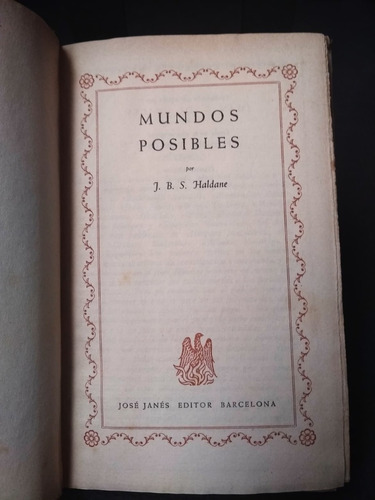 MUNDOS
POSIBLES
por
J. B. S. Haldane
JOSÉ JANÉS EDITOR BARCELONA